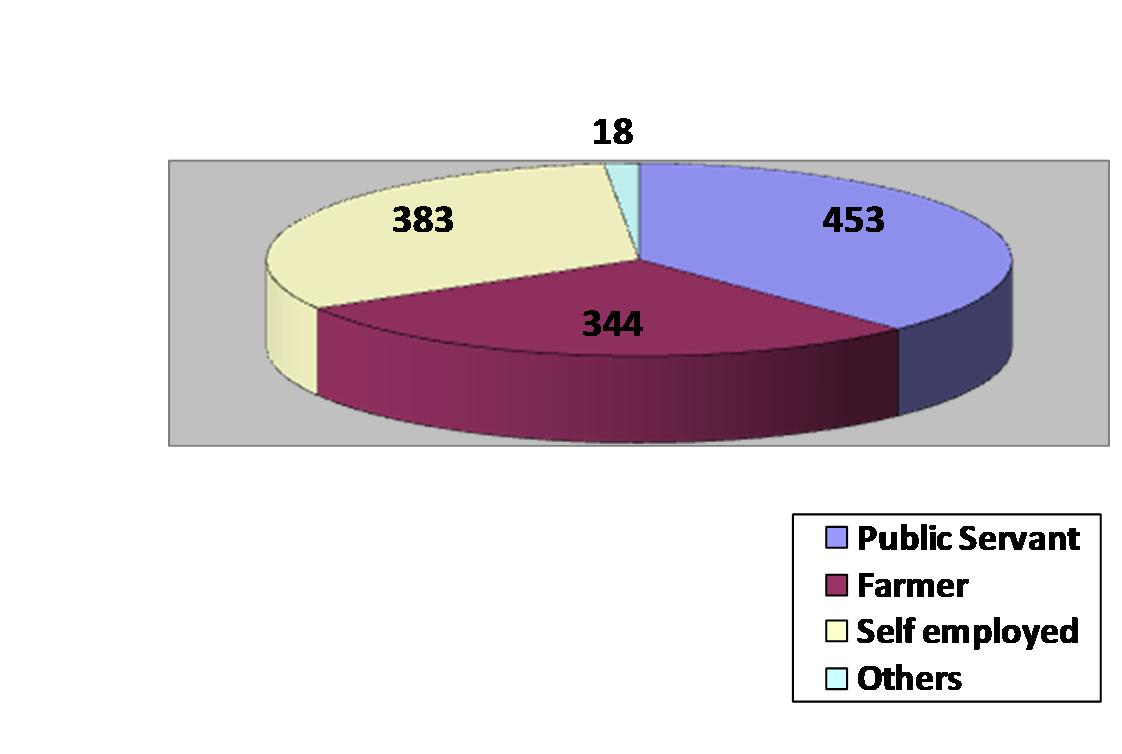 18
383
453
344
Public Servant
Farmer
Self employed
Others